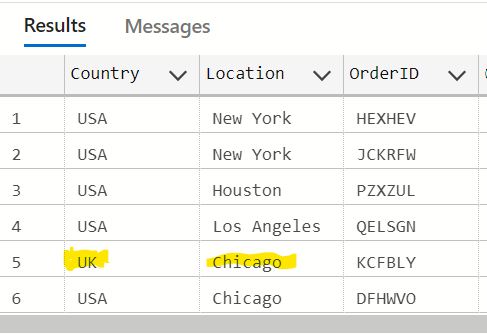 Results Messages
Country Location OrderID
1 USA New York HEXHEV
2 USA New York JCKRFW
3 USA Houston PZXZUL
4 USA Los Angeles QELSGN
5 UK Chicago KCFBLY
6 USA Chicago DFHWVO